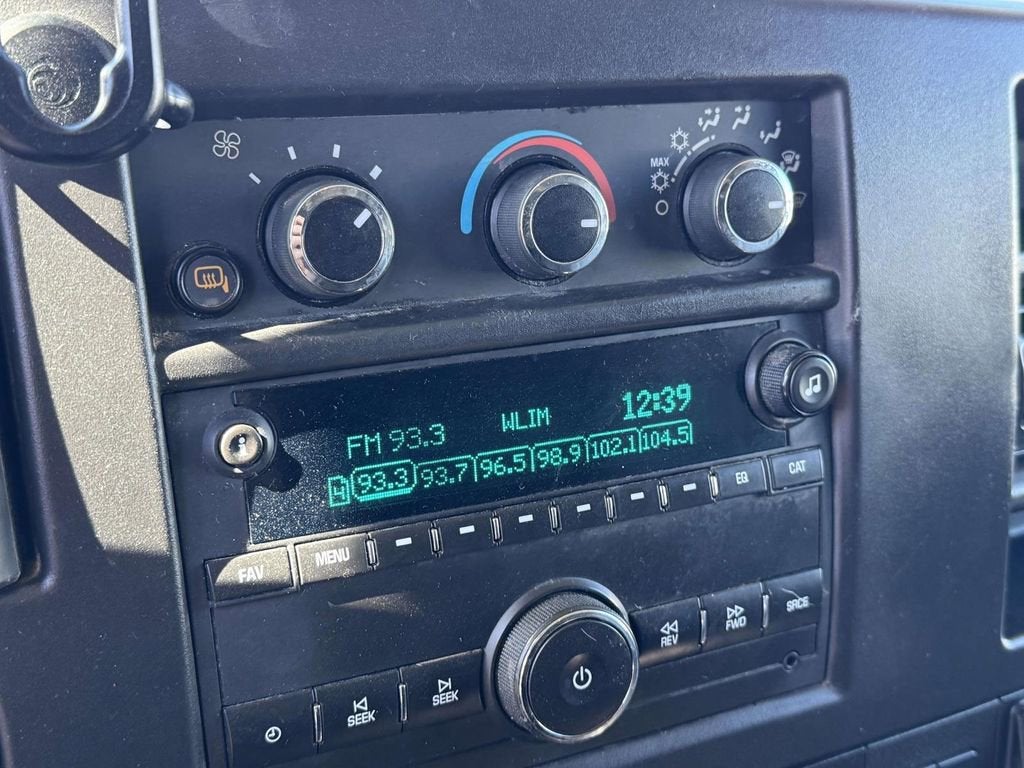 MAX
WLIM 12:39
FM 93.3
4 93.3 93.7 96.5 98.9 102.1 104.5
FAV MENU EQ CAT
REV FWD SRCE
SEEK SEEK